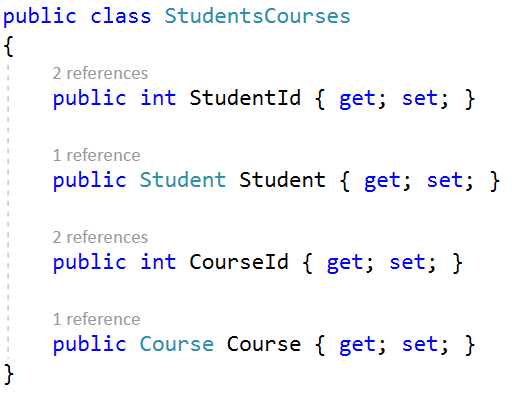 public class StudentsCourses
{
2 references
public int StudentId { get; set; }
1 reference
public Student Student { get; set; }
2 references
public int CourseId { get; set; }
1 reference
public Course Course { get; set; }
}